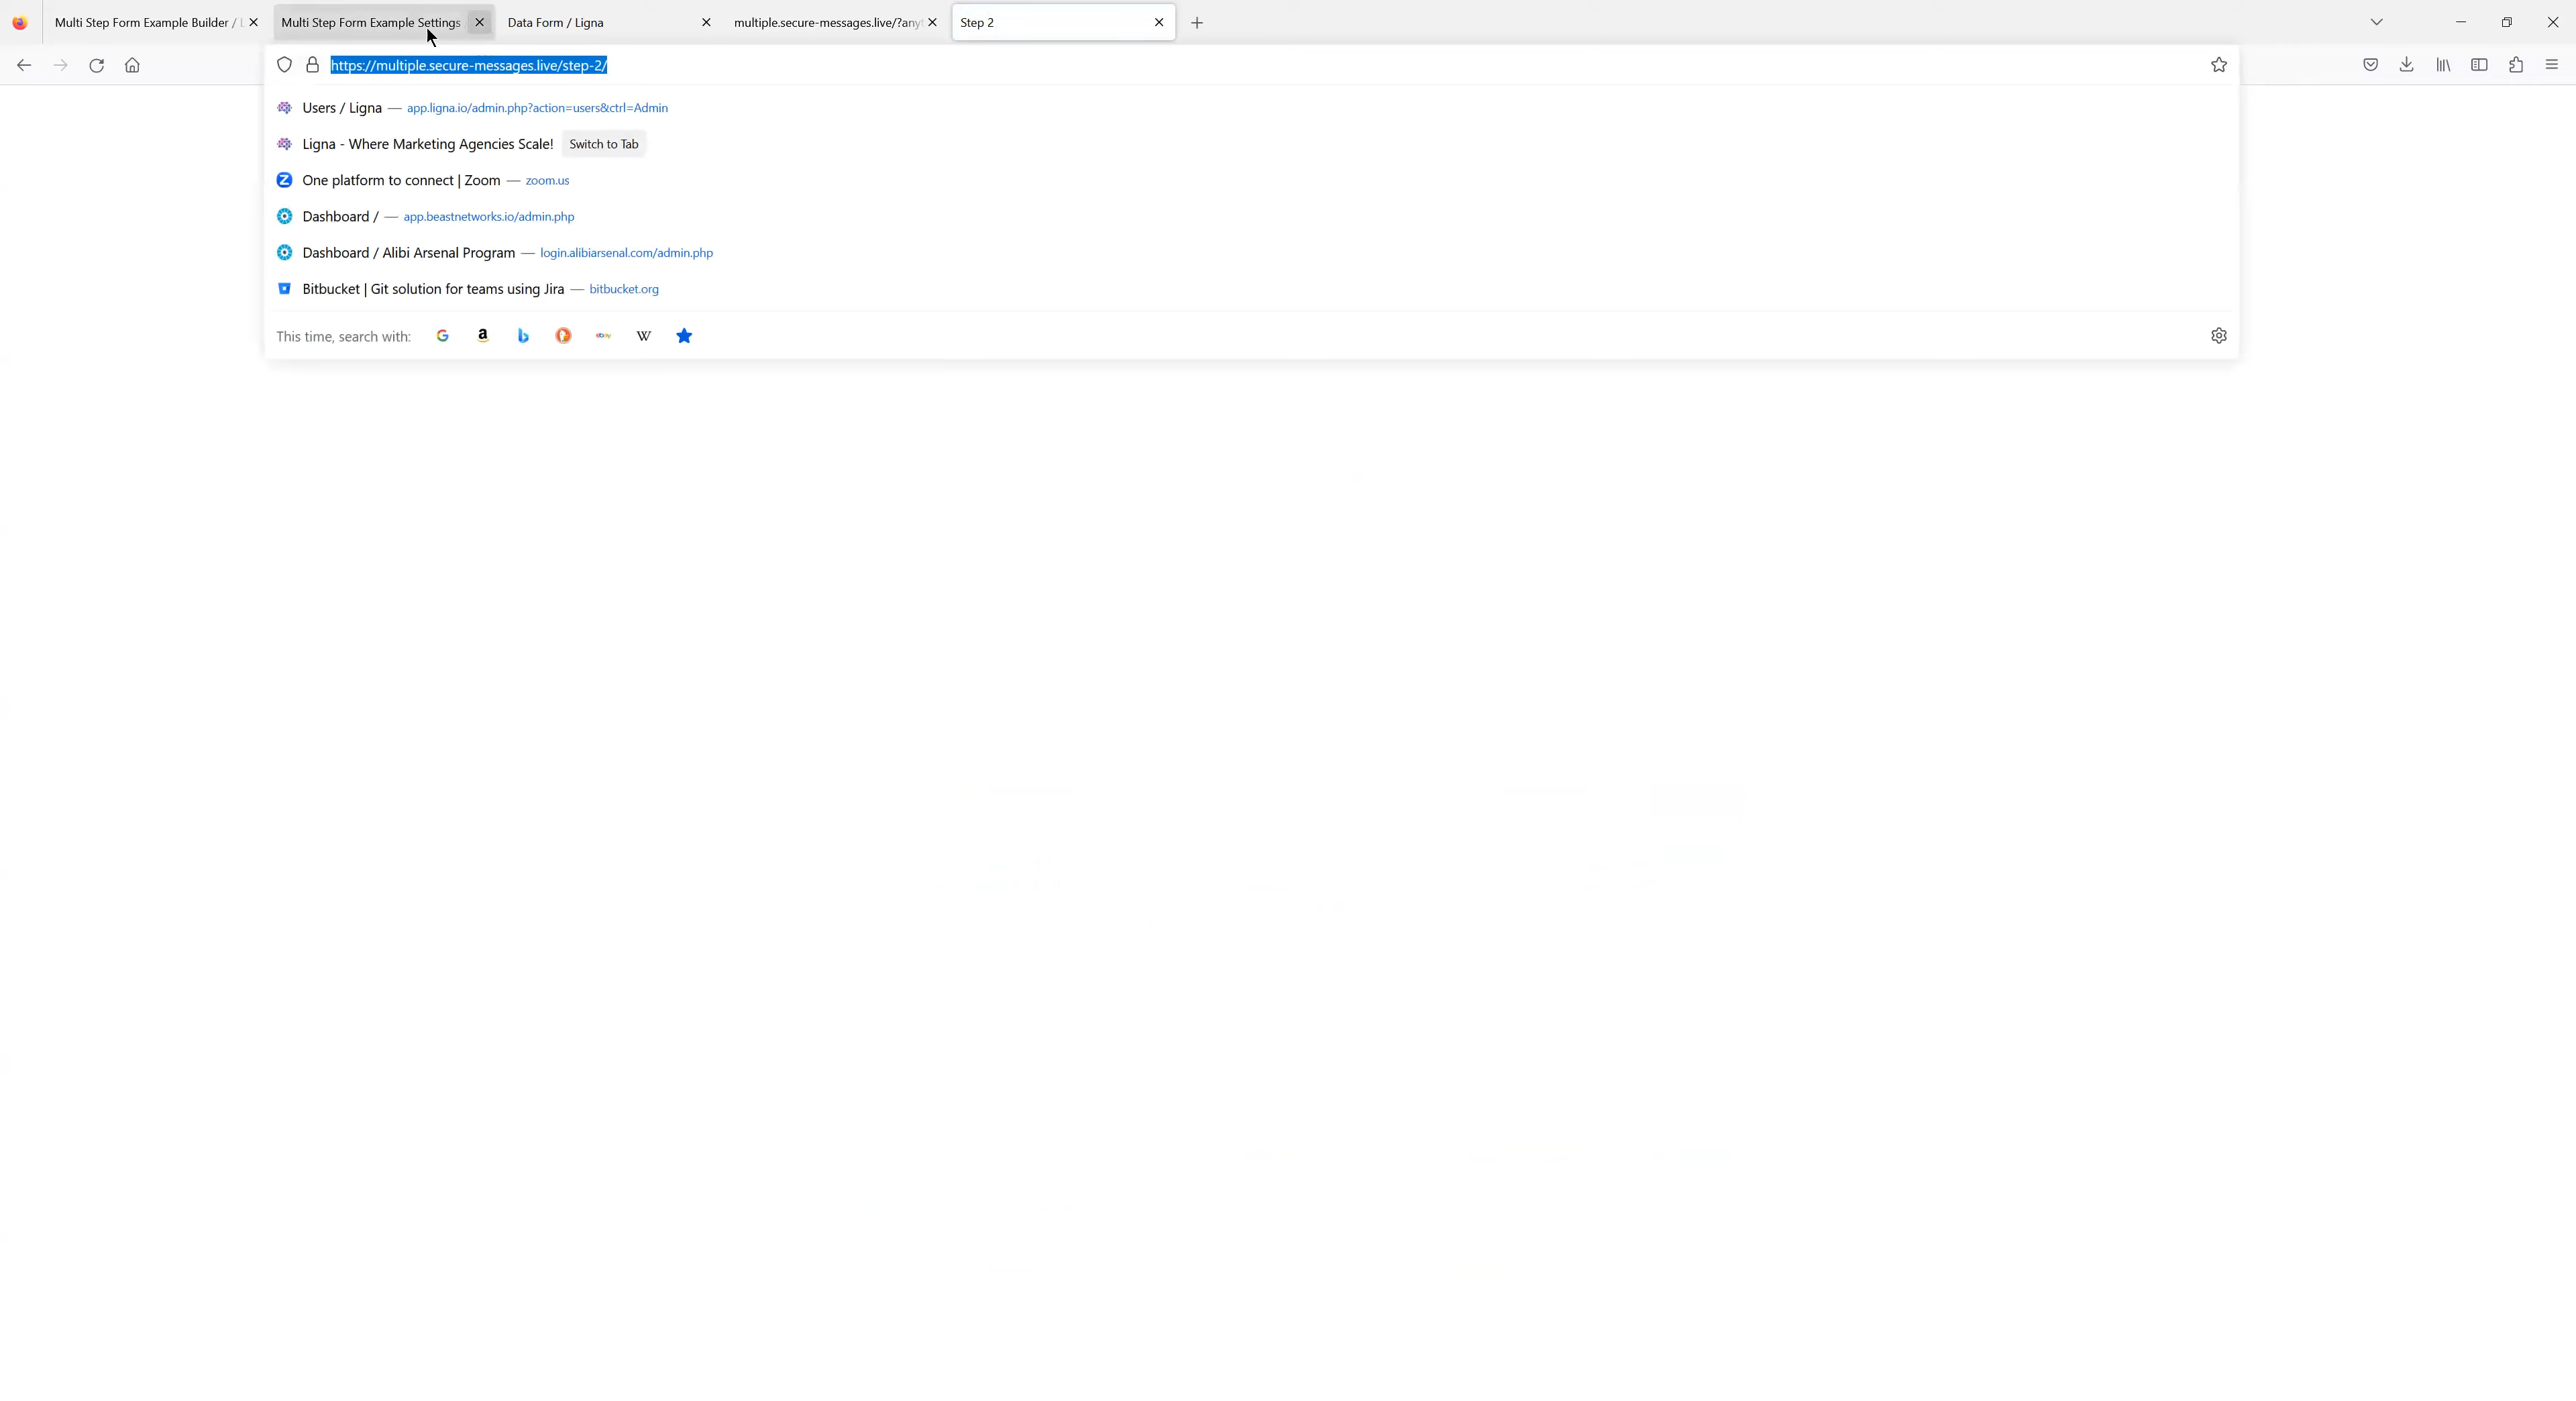 Multi Step Form Example Builder /
Multi Step Form Example Settings
Data Form / Ligna
multiple.secure-messages.live/?any
Step 2
https://multiple.secure-messages.live/step-2/
Users / Ligna — app.ligna.io/admin.php?action=users&ctrl=Admin
Ligna - Where Marketing Agencies Scale! Switch to Tab
One platform to connect | Zoom — zoom.us
Dashboard / — app.beastnetworks.io/admin.php
Dashboard / Alibi Arsenal Program — login.alibiarsenal.com/admin.php
Bitbucket | Git solution for teams using Jira — bitbucket.org
This time, search with: